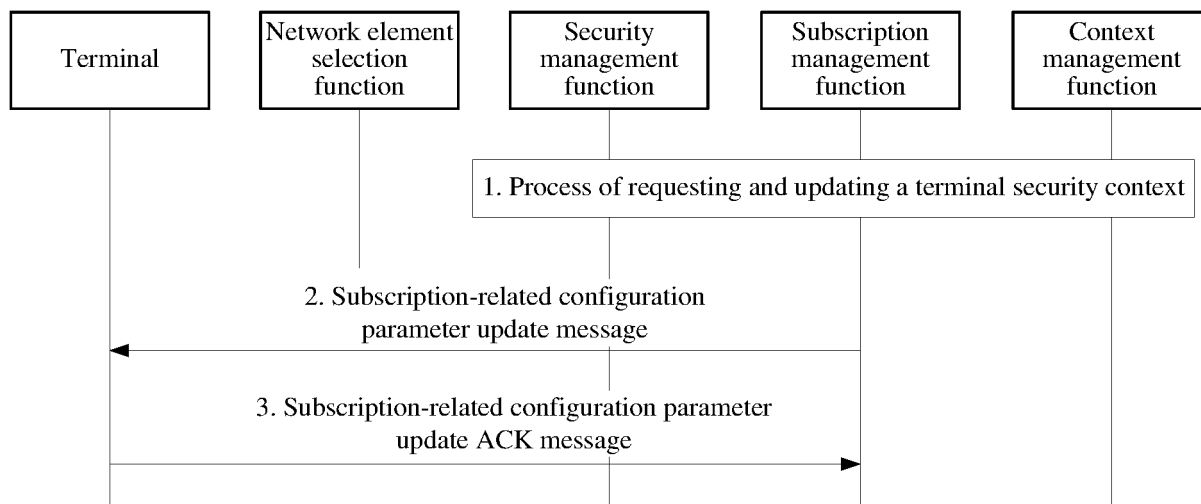 Terminal
Network element
selection
function
Security
management
function
Subscription
management
function
Context
management
function
1. Process of requesting and updating a terminal security context
2. Subscription-related configuration
parameter update message
3. Subscription-related configuration parameter
update ACK message